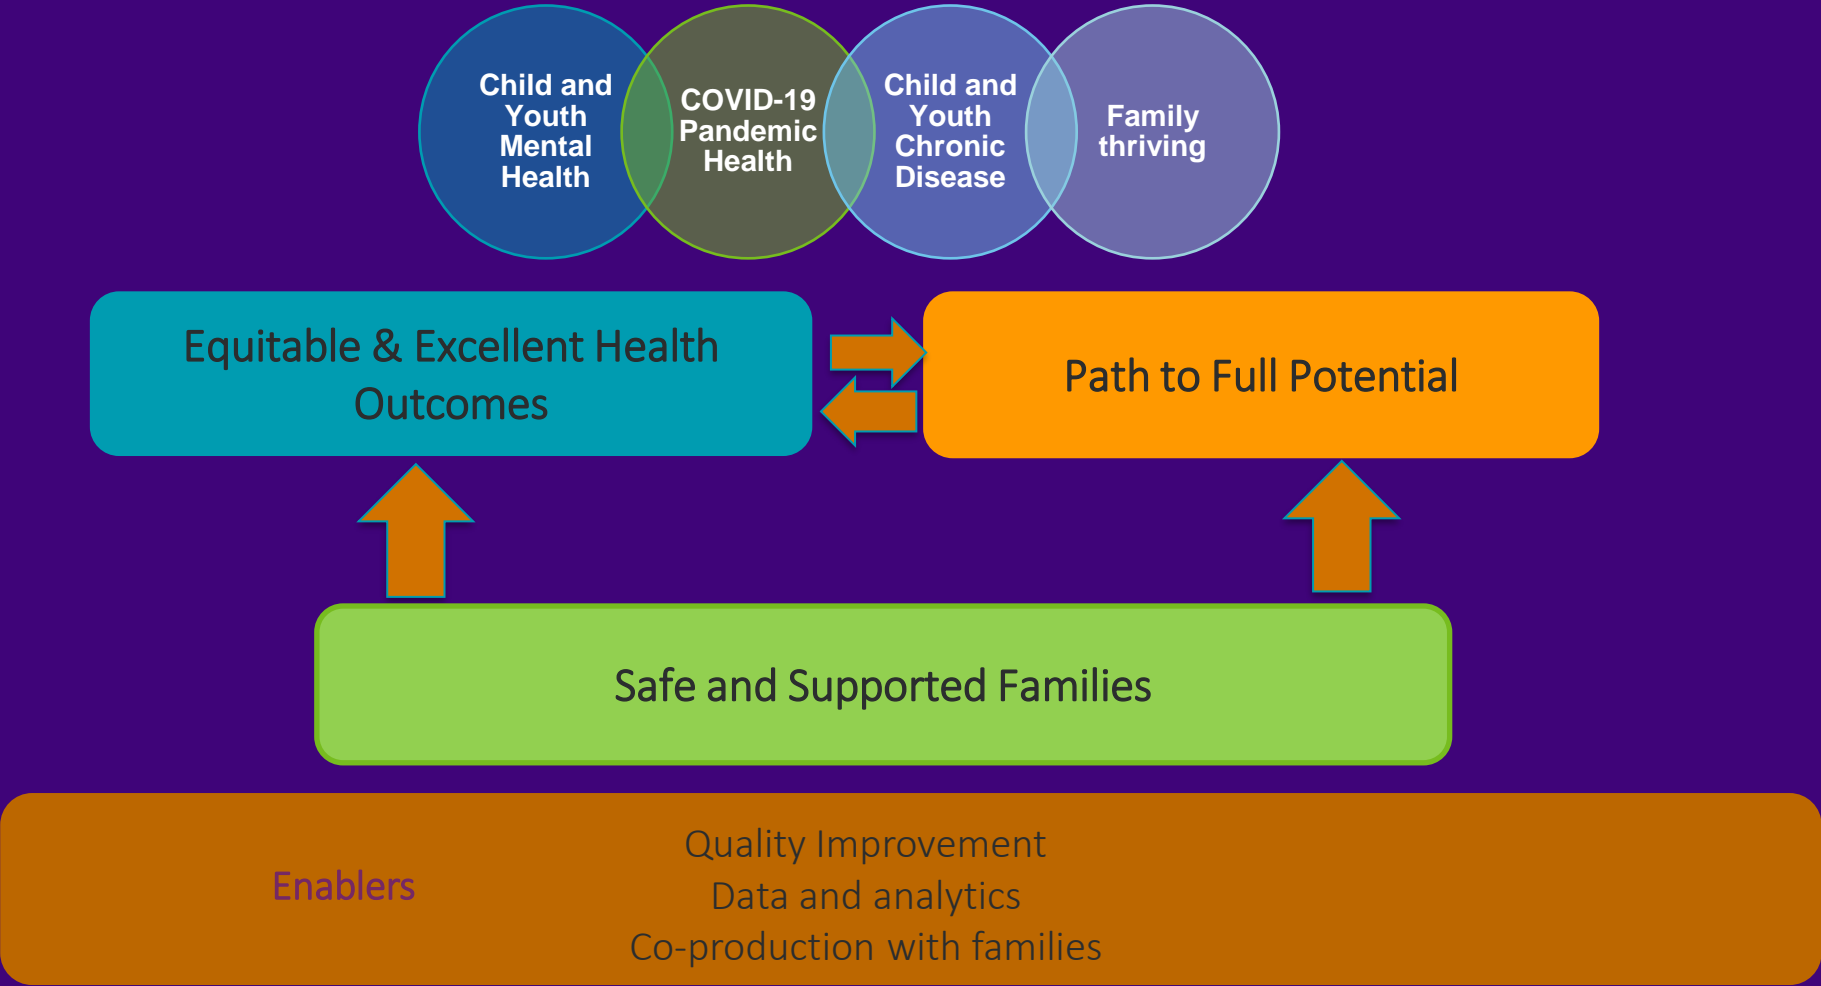 Child and
Youth
Mental
Health
COVID-19
Pandemic
Health
Child and
Youth
Chronic
Disease
Family
thriving
Equitable & Excellent Health
Outcomes
Path to Full Potential
Safe and Supported Families
Enablers
Quality Improvement
Data and analytics
Co-production with families